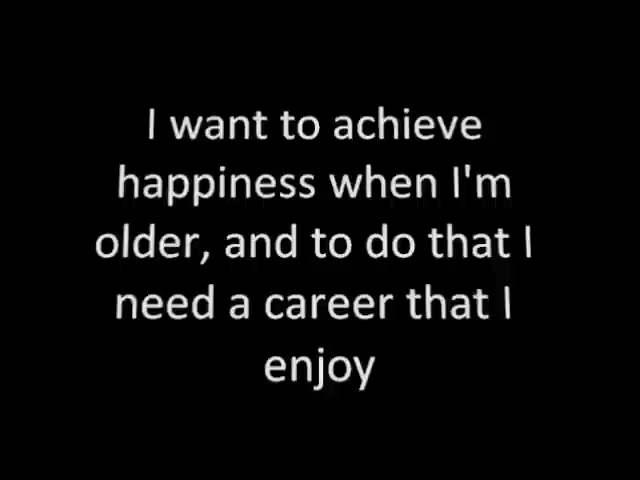 I want to achieve
happiness when I'm
older, and to do that I
need a career that I
enjoy